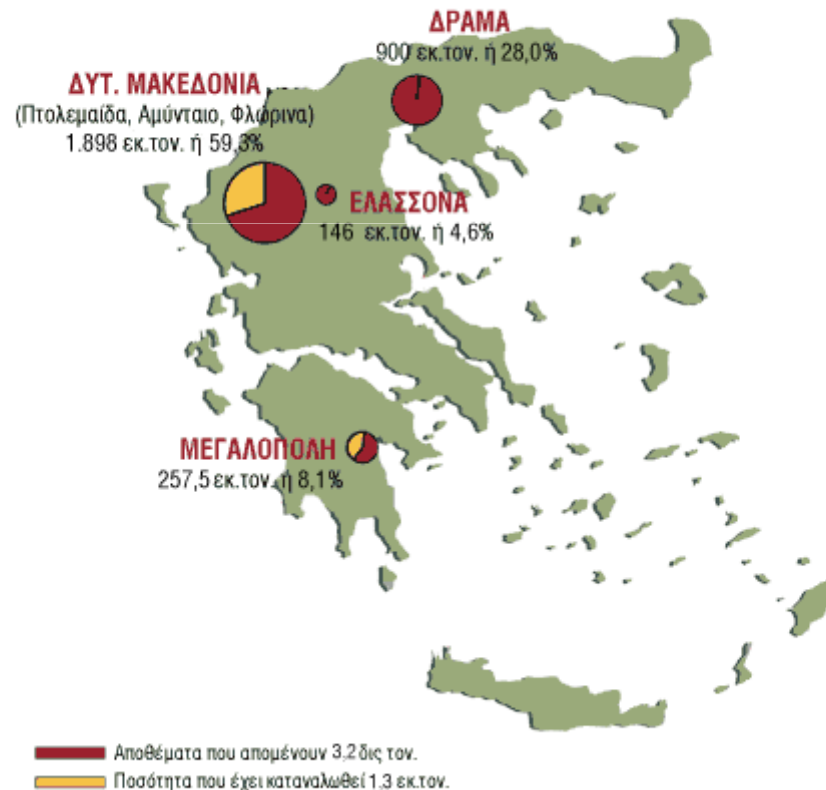 ΔΡΑΜΑ
900 εκ.τον. ή 28,0%
ΔΥΤ. ΜΑΚΕΔΟΝΙΑ
(Πτολεμαίδα, Αμύνταιο, Φλώρινα)
1.898 εκ.τον. ή 59,3%
ΕΛΑΣΣΟΝΑ
146 εκ.τον. ή 4,6%
ΜΕΓΑΛΟΠΟΛΗ
257,5 εκ.τον. ή 8,1%
Αποθέματα που απομένουν 3,2 δις τον.
Ποσότητα που έχει καταναλωθεί 1,3 εκ.τον.